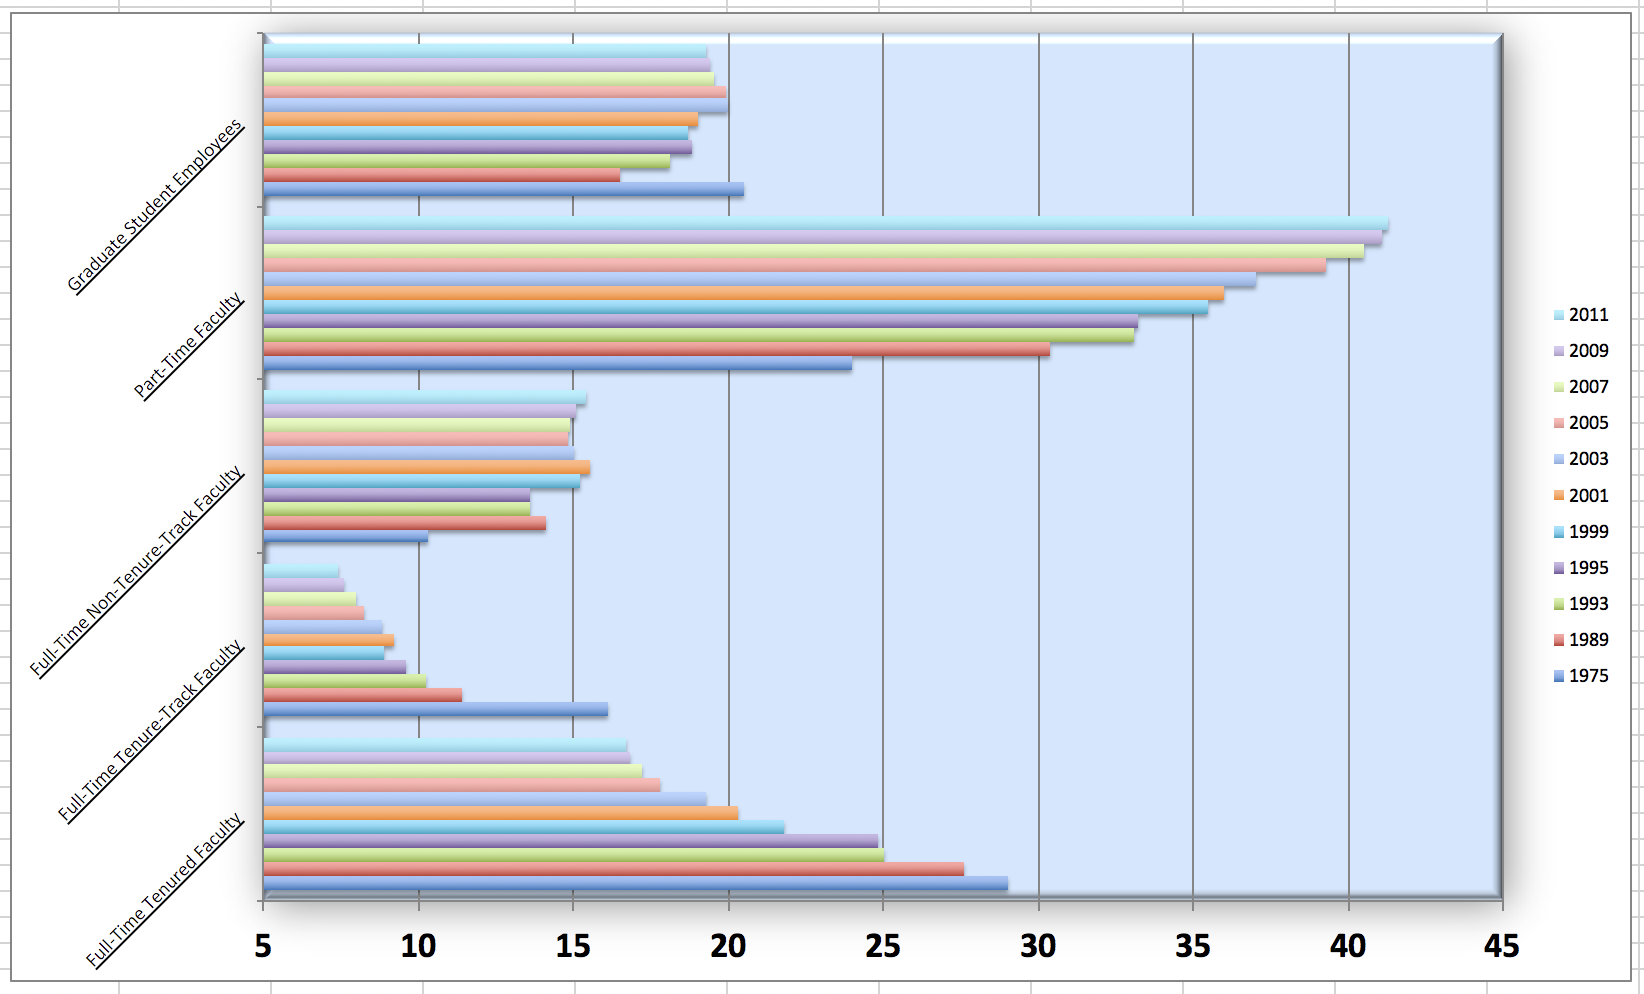 Graduate Student Employees
Part-Time Faculty
Full-Time Non-Tenure-Track Faculty
Full-Time Tenure-Track Faculty
Full-Time Tenured Faculty
5 10 15 20 25 30 35 40 45
2011
2009
2007
2005
2003
2001
1999
1995
1993
1989
1975